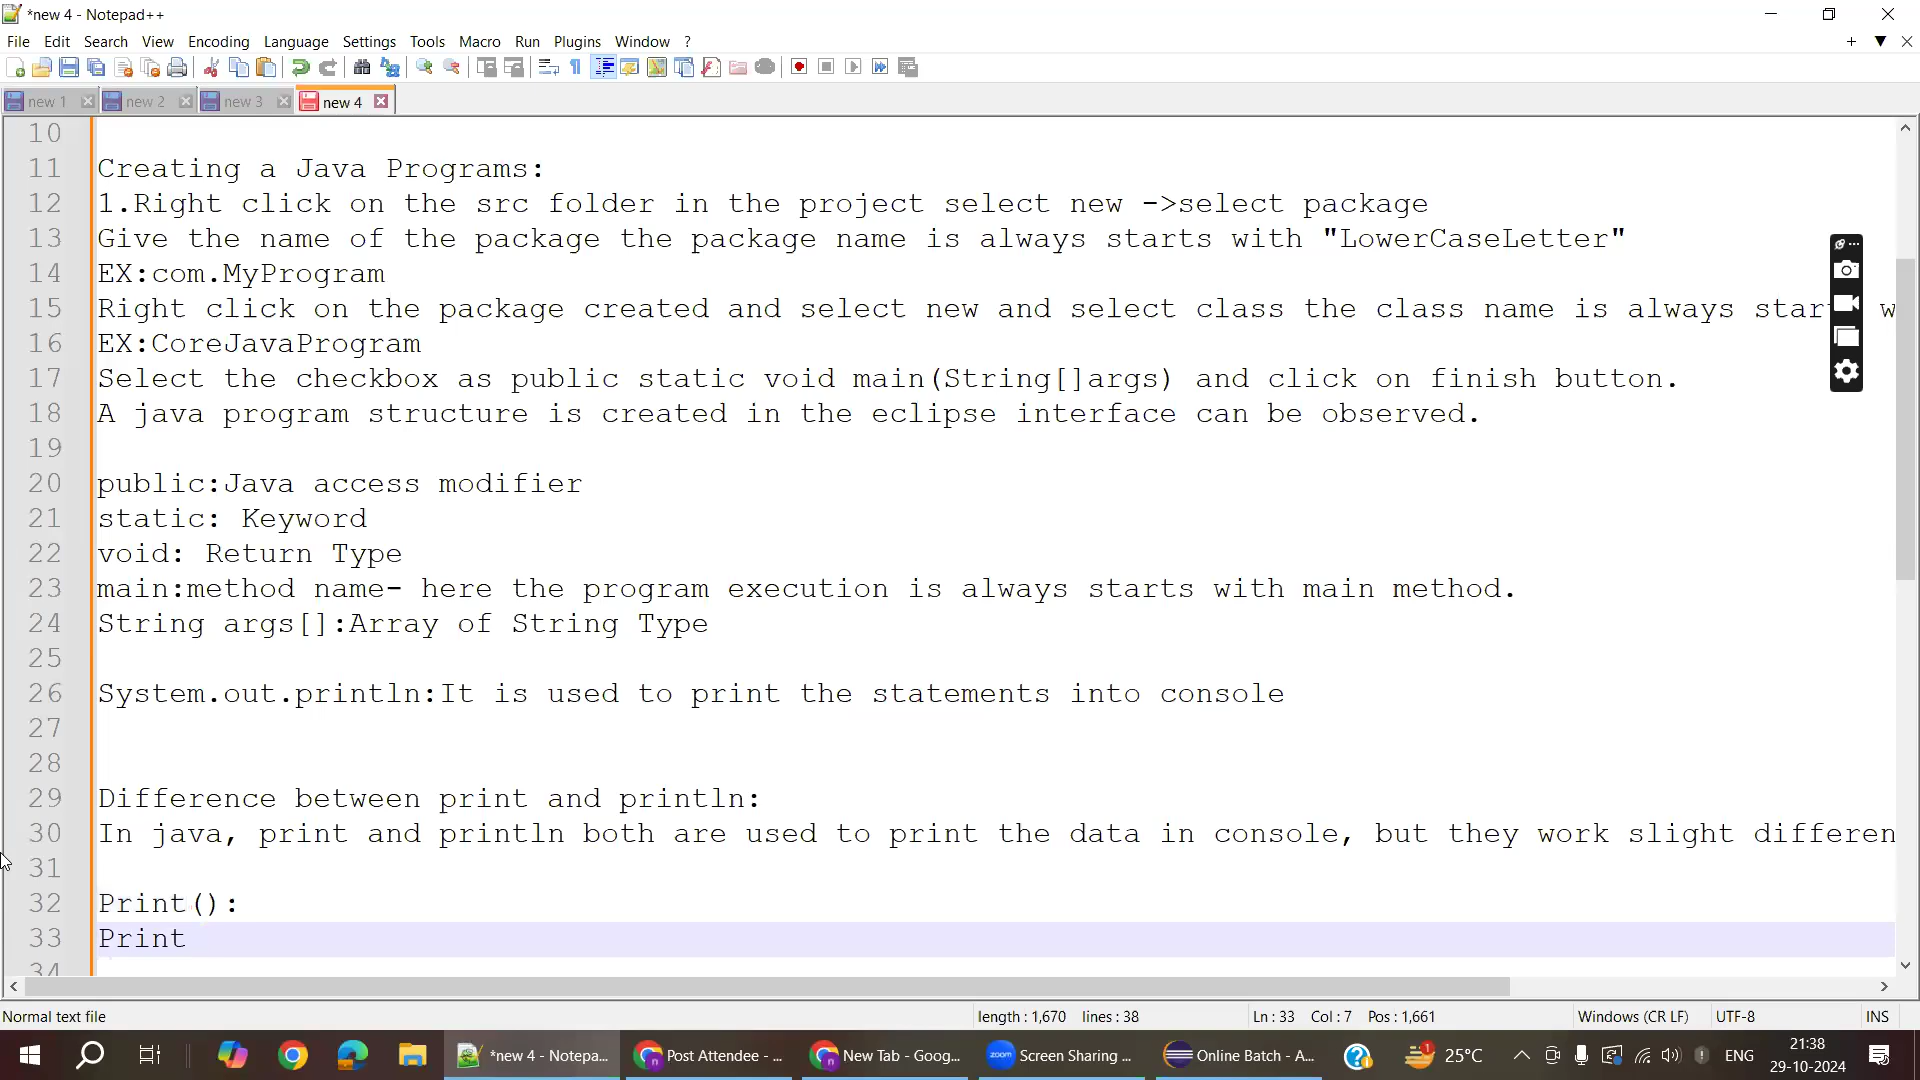 *new 4 - Notepad++
File Edit Search View Encoding Language Settings Tools Macro Run Plugins Window ?
new 1 new 2 new 3 new 4
10
11 Creating a Java Programs:
12 1.Right click on the src folder in the project select new ->select package
13 Give the name of the package the package name is always starts with "LowerCaseLetter"
14 EX:com.MyProgram
15 Right click on the package created and select new and select class the class name is always star w
16 EX:CoreJavaProgram
17 Select the checkbox as public static void main(String[]args) and click on finish button.
18 A java program structure is created in the eclipse interface can be observed.
19
20 public:Java access modifier
21 static: Keyword
22 void: Return Type
23 main:method name- here the program execution is always starts with main method.
24 String args[]:Array of String Type
25
26 System.out.println:It is used to print the statements into console
27
28
29 Difference between print and println:
30 In java, print and println both are used to print the data in console, but they work slight differen
31
32 Print():
33 Print
34
Normal text file length : 1,670 lines : 38 Ln : 33 Col : 7 Pos : 1,661 Windows (CR LF) UTF-8 INS
*new 4 - Notepa... Post Attendee - ... New Tab - Goog... zoom Screen Sharing ... Online Batch - A... 1 25°C ENG 21:38
29-10-2024